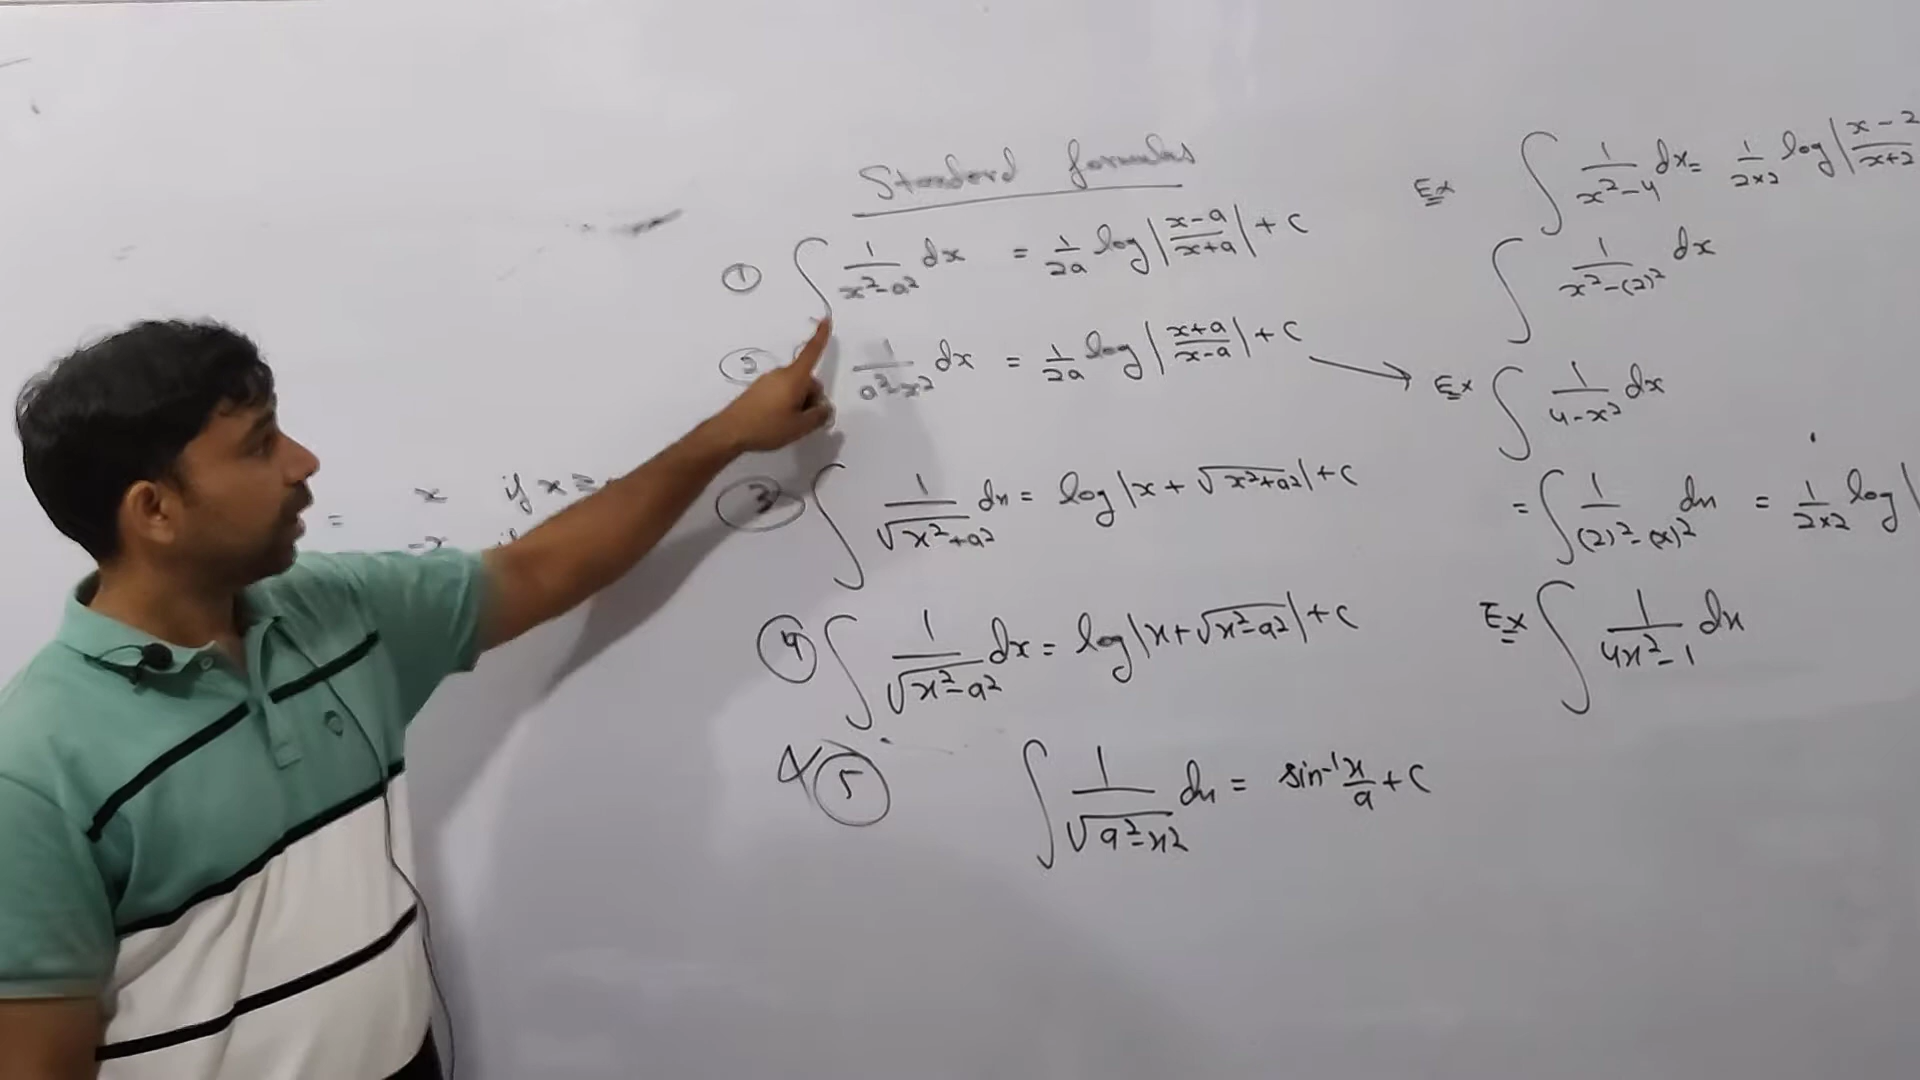 Standard formulas
① ∫ 1/(x²-a²) dx = 1/2a log|(x-a)/(x+a)| + C
② 1/(a²-x²) dx = 1/2a log|(x+a)/(x-a)| + C
③ ∫ 1/√(x²+a²) dx = log|x + √(x²+a²)| + C
④ ∫ 1/√(x²-a²) dx = log|x + √(x²-a²)| + C
⑤ ∫ 1/√(a²-x²) dx = sin⁻¹ x/a + C
= x if x ≥
-x if
Ex ∫ 1/(x²-4) dx = 1/(2×2) log|(x-2)/(x+2)
∫ 1/(x²-(2)²) dx
Ex ∫ 1/(4-x²) dx
= ∫ 1/((2)²-(x)²) dx = 1/(2×2) log|
Ex ∫ 1/(4x²-1) dx